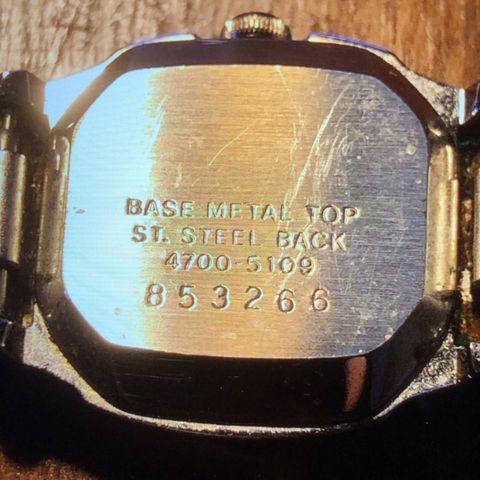 BASE METAL TOP
ST. STEEL BACK
4700-5109
853266